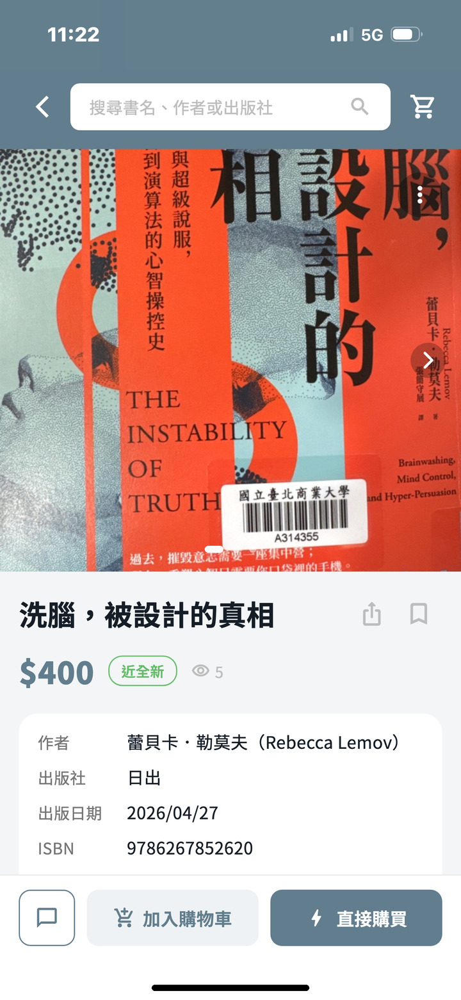 11:22
5G
搜尋書名、作者或出版社
腦，
設計的
相
與超級說服，
到演算法的心智操控史
蕾貝卡·勒莫夫 著
Rebecca Lemov
張簡守展 譯
THE
INSTABILITY
OF
TRUTH
Brainwashing,
Mind Control,
and Hyper-Persuasion
國立臺北商業大學
A314355
過去，摧毀意志需要一座集中營；
洗腦，被設計的真相
$400
近全新
5
作者
蕾貝卡．勒莫夫（Rebecca Lemov）
出版社
日出
出版日期
2026/04/27
ISBN
9786267852620
加入購物車
直接購買